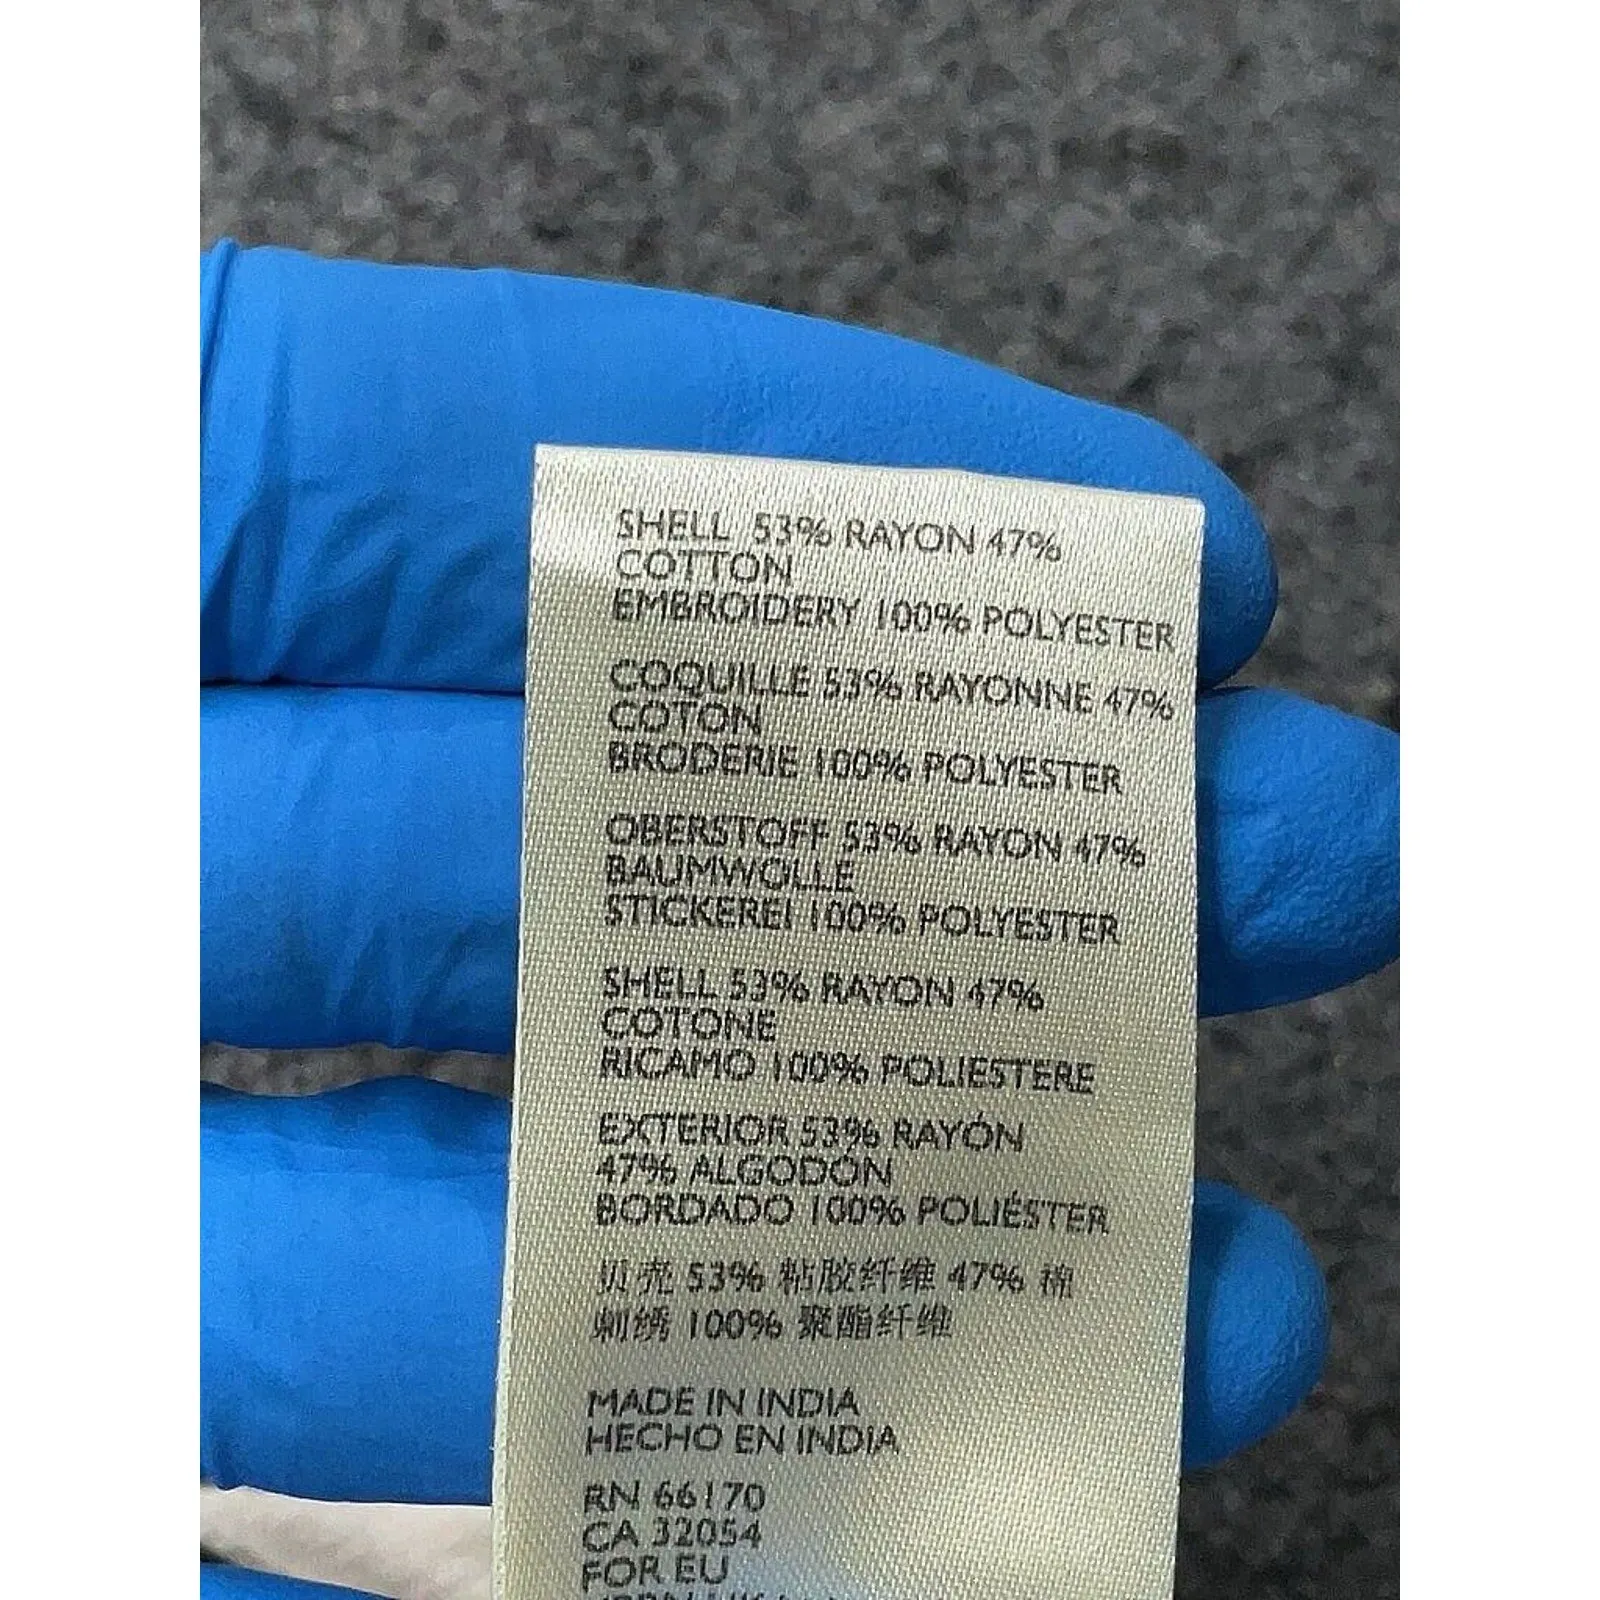 SHELL 53% RAYON 47%
COTTON
EMBROIDERY 100% POLYESTER
COQUILLE 53% RAYONNE 47%
COTON
BRODERIE 100% POLYESTER
OBERSTOFF 53% RAYON 47%
BAUMWOLLE
STICKEREI 100% POLYESTER
SHELL 53% RAYON 47%
COTONE
RICAMO 100% POLIESTERE
EXTERIOR 53% RAYÓN
47% ALGODÓN
BORDADO 100% POLIÉSTER
贝壳 53% 粘胶纤维 47% 棉
刺绣 100% 聚酯纤维
MADE IN INDIA
HECHO EN INDIA
RN 66170
CA 32054
FOR EU